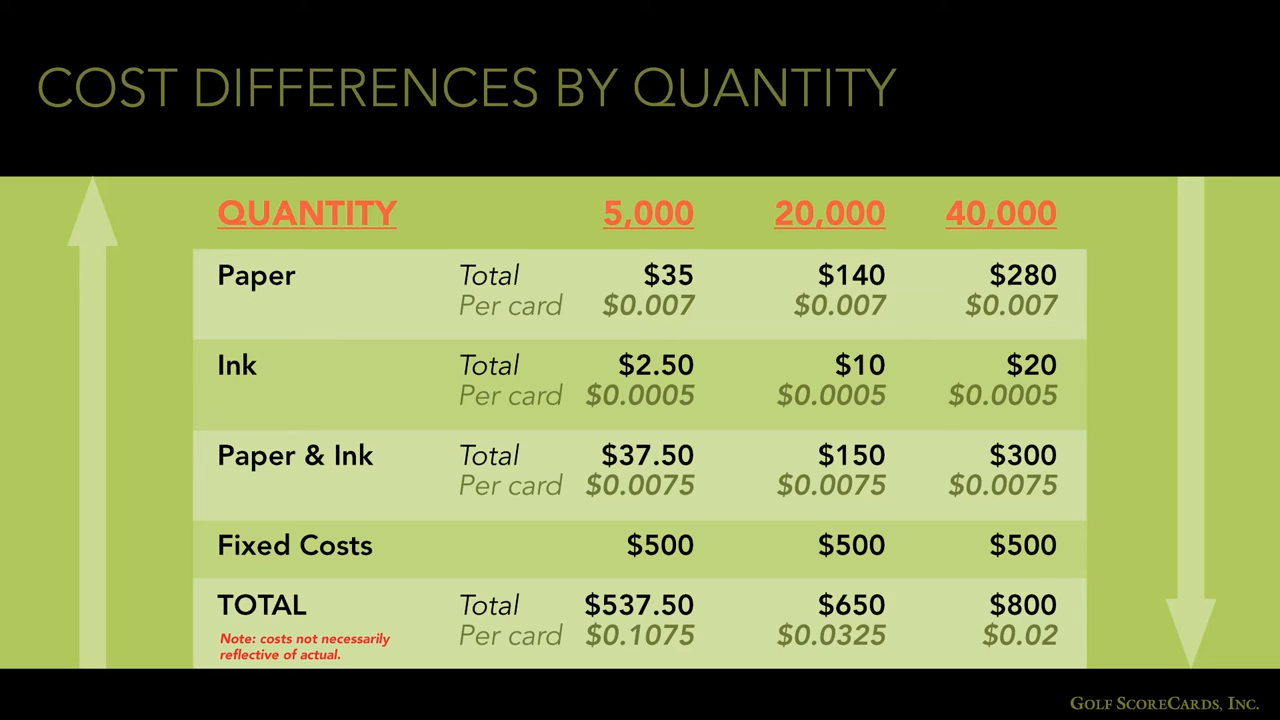 COST DIFFERENCES BY QUANTITY
QUANTITY 5,000 20,000 40,000
Paper Total $35 $140 $280
Per card $0.007 $0.007 $0.007
Ink Total $2.50 $10 $20
Per card $0.0005 $0.0005 $0.0005
Paper & Ink Total $37.50 $150 $300
Per card $0.0075 $0.0075 $0.0075
Fixed Costs $500 $500 $500
TOTAL Total $537.50 $650 $800
Per card $0.1075 $0.0325 $0.02
Note: costs not necessarily
reflective of actual.
GOLF SCORECARDS, INC.